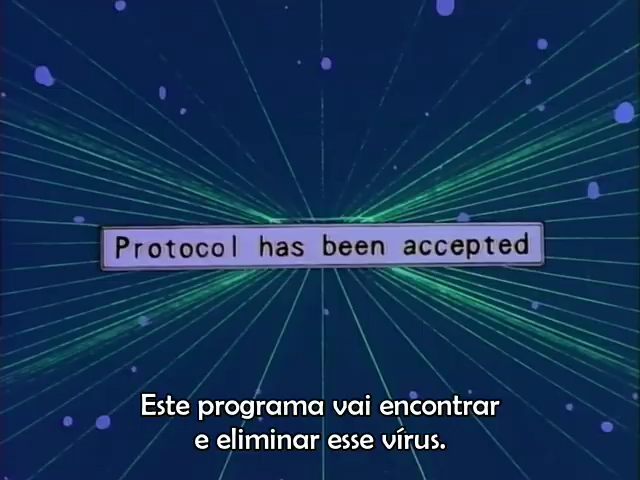 Protocol has been accepted
Este programa vai encontrar
e eliminar esse vírus.